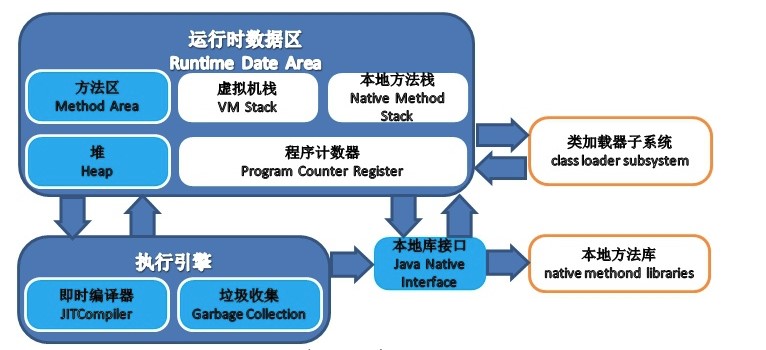 运行时数据区
Runtime Date Area
方法区
Method Area
虚拟机栈
VM Stack
本地方法栈
Native Method
Stack
堆
Heap
程序计数器
Program Counter Register
类加载器子系统
class loader subsystem
执行引擎
即时编译器
JITCompiler
垃圾收集
Garbage Collection
本地库接口
Java Native
Interface
本地方法库
native methond libraries